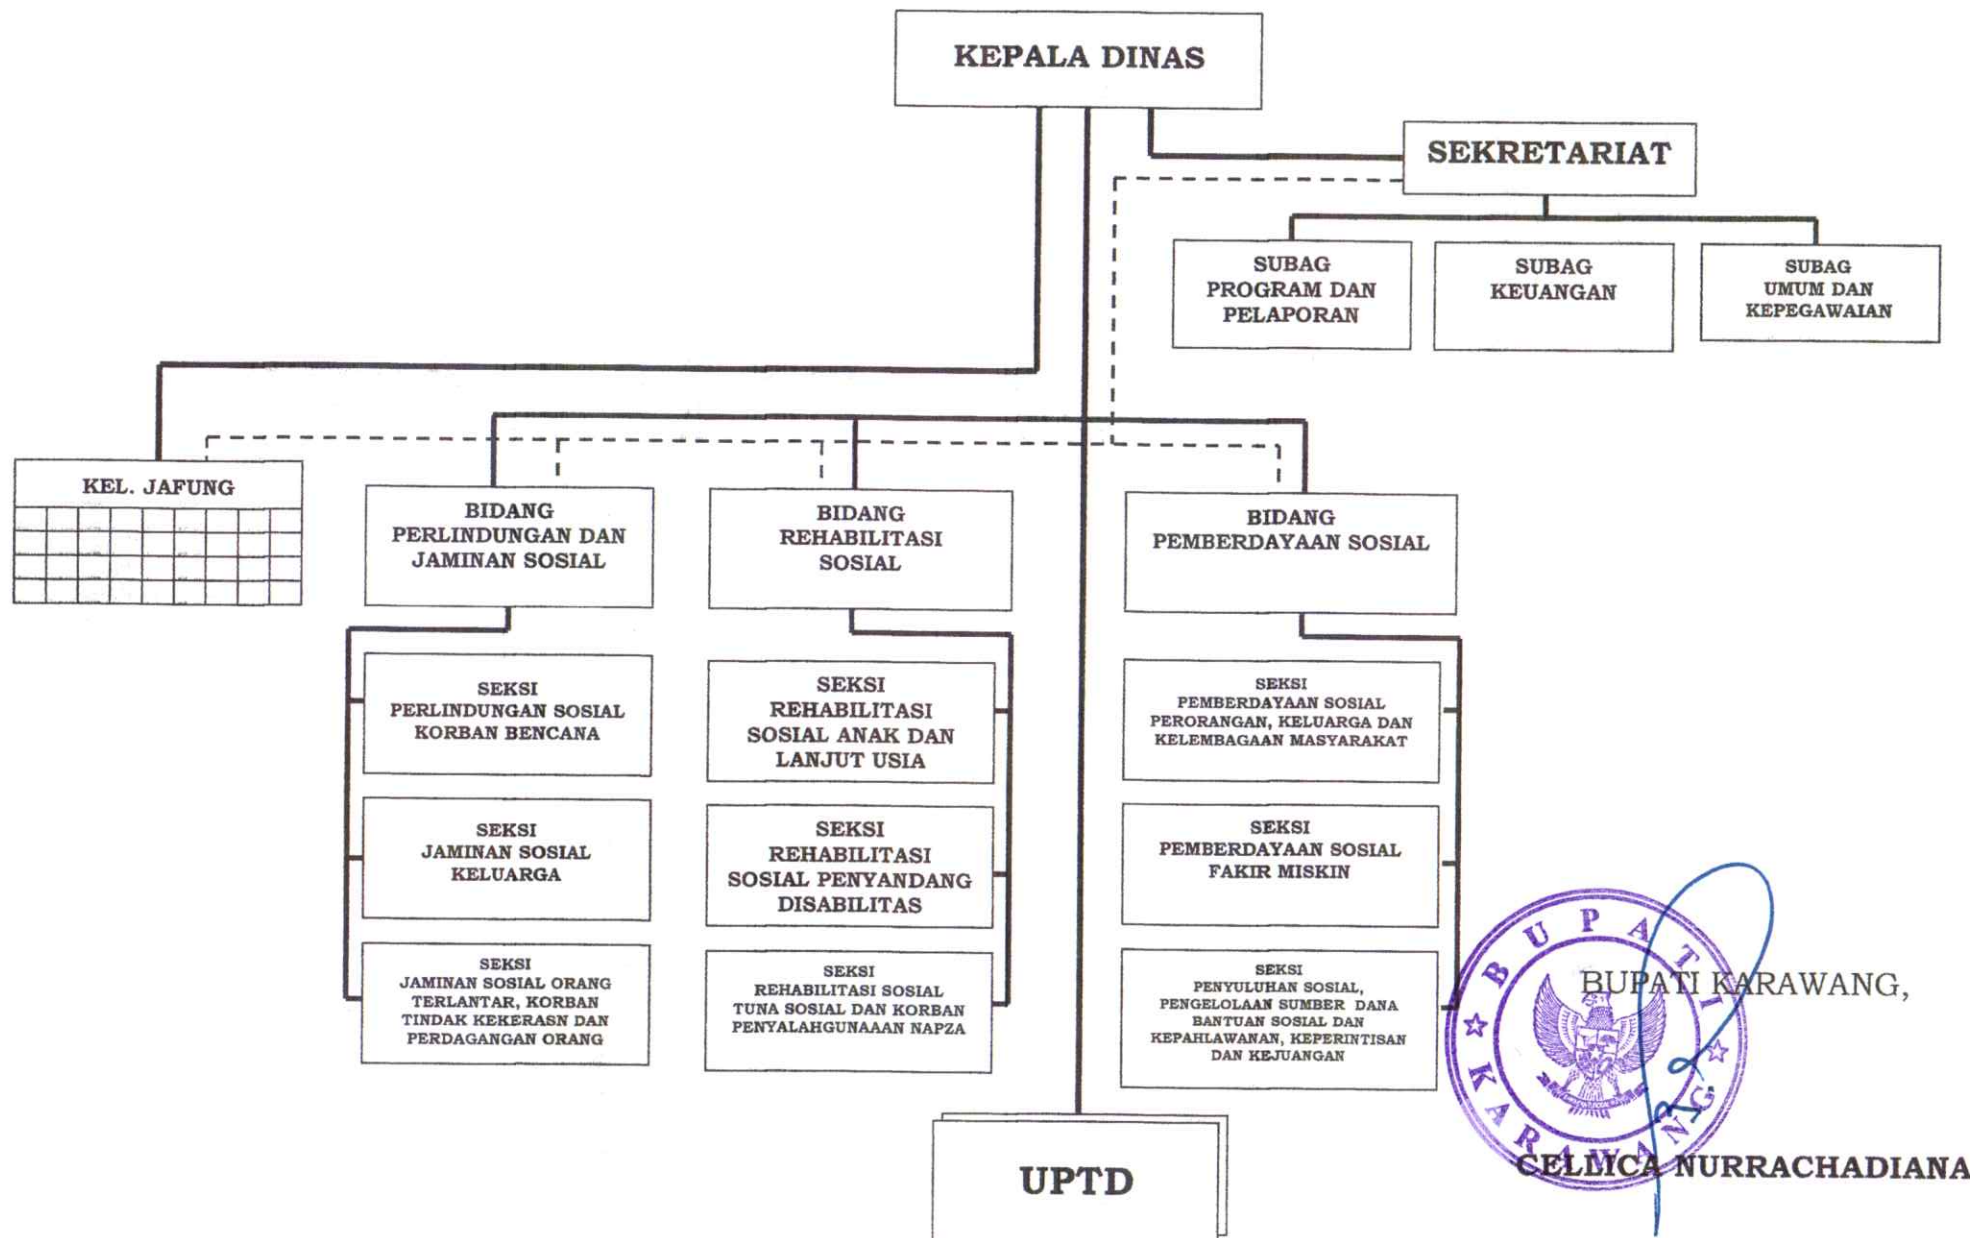 KEPALA DINAS
SEKRETARIAT
SUBAG
PROGRAM DAN
PELAPORAN
SUBAG
KEUANGAN
SUBAG
UMUM DAN
KEPEGAWAIAN
KEL. JAFUNG
BIDANG
PERLINDUNGAN DAN
JAMINAN SOSIAL
BIDANG
REHABILITASI
SOSIAL
BIDANG
PEMBERDAYAAN SOSIAL
SEKSI
PERLINDUNGAN SOSIAL
KORBAN BENCANA
SEKSI
REHABILITASI
SOSIAL ANAK DAN
LANJUT USIA
SEKSI
PEMBERDAYAAN SOSIAL
PERORANGAN, KELUARGA DAN
KELEMBAGAAN MASYARAKAT
SEKSI
JAMINAN SOSIAL
KELUARGA
SEKSI
REHABILITASI
SOSIAL PENYANDANG
DISABILITAS
SEKSI
PEMBERDAYAAN SOSIAL
FAKIR MISKIN
SEKSI
JAMINAN SOSIAL ORANG
TERLANTAR, KORBAN
TINDAK KEKERASN DAN
PERDAGANGAN ORANG
SEKSI
REHABILITASI SOSIAL
TUNA SOSIAL DAN KORBAN
PENYALAHGUNAAAN NAPZA
SEKSI
PENYULUHAN SOSIAL,
PENGELOLAAN SUMBER DANA
BANTUAN SOSIAL DAN
KEPAHLAWANAN, KEPERINTISAN
DAN KEJUANGAN
UPTD
BUPATI KARAWANG,
BUPATI
KARAWANG
CELLICA NURRACHADIANA